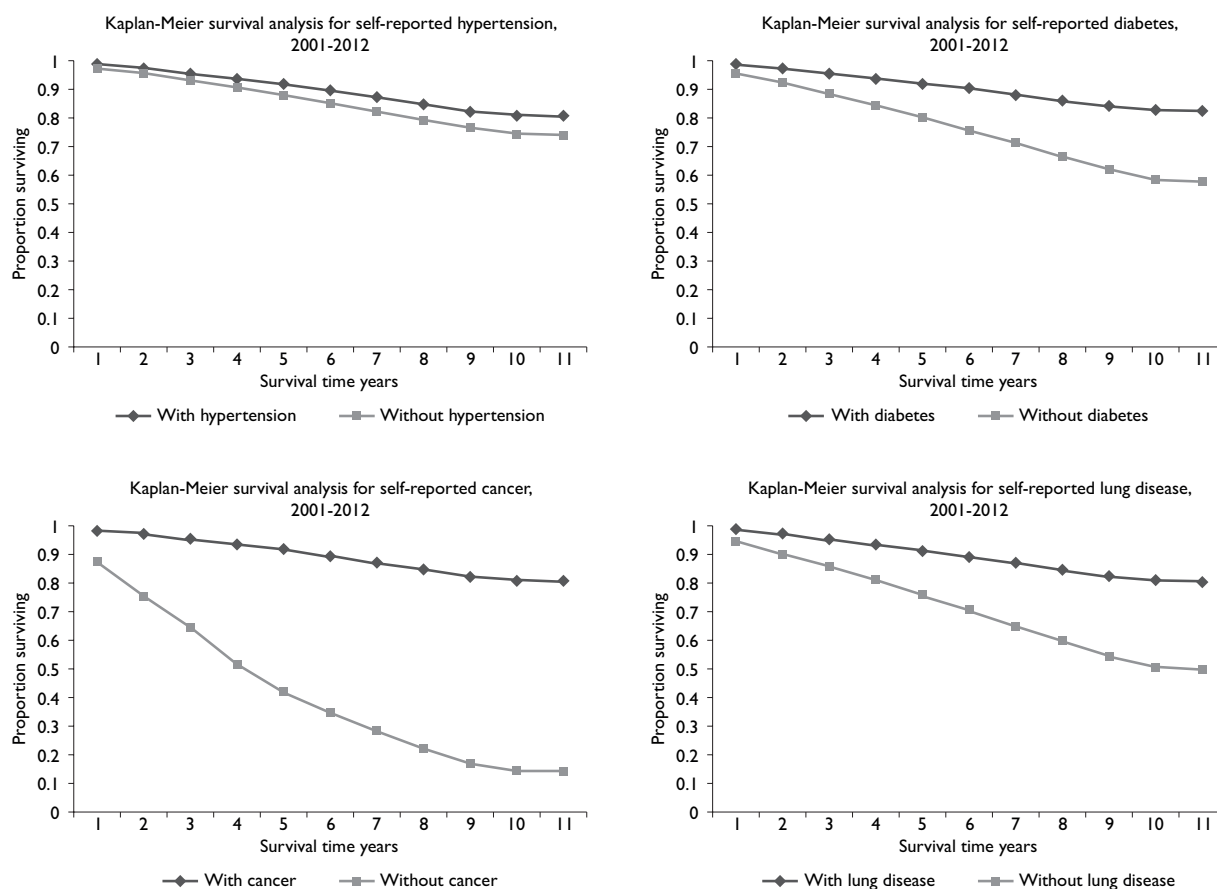 Kaplan-Meier survival analysis for self-reported hypertension,
2001-2012
1
0.9
0.8
0.7
0.6
0.5
0.4
0.3
0.2
0.1
0
Proportion surviving
1 2 3 4 5 6 7 8 9 10 11
Survival time years
With hypertension Without hypertension
Kaplan-Meier survival analysis for self-reported diabetes,
2001-2012
1
0.9
0.8
0.7
0.6
0.5
0.4
0.3
0.2
0.1
0
Proportion surviving
1 2 3 4 5 6 7 8 9 10 11
Survival time years
With diabetes Without diabetes
Kaplan-Meier survival analysis for self-reported cancer,
2001-2012
1
0.9
0.8
0.7
0.6
0.5
0.4
0.3
0.2
0.1
0
Proportion surviving
1 2 3 4 5 6 7 8 9 10 11
Survival time years
With cancer Without cancer
Kaplan-Meier survival analysis for self-reported lung disease,
2001-2012
1
0.9
0.8
0.7
0.6
0.5
0.4
0.3
0.2
0.1
0
Proportion surviving
1 2 3 4 5 6 7 8 9 10 11
Survival time years
With lung disease Without lung disease